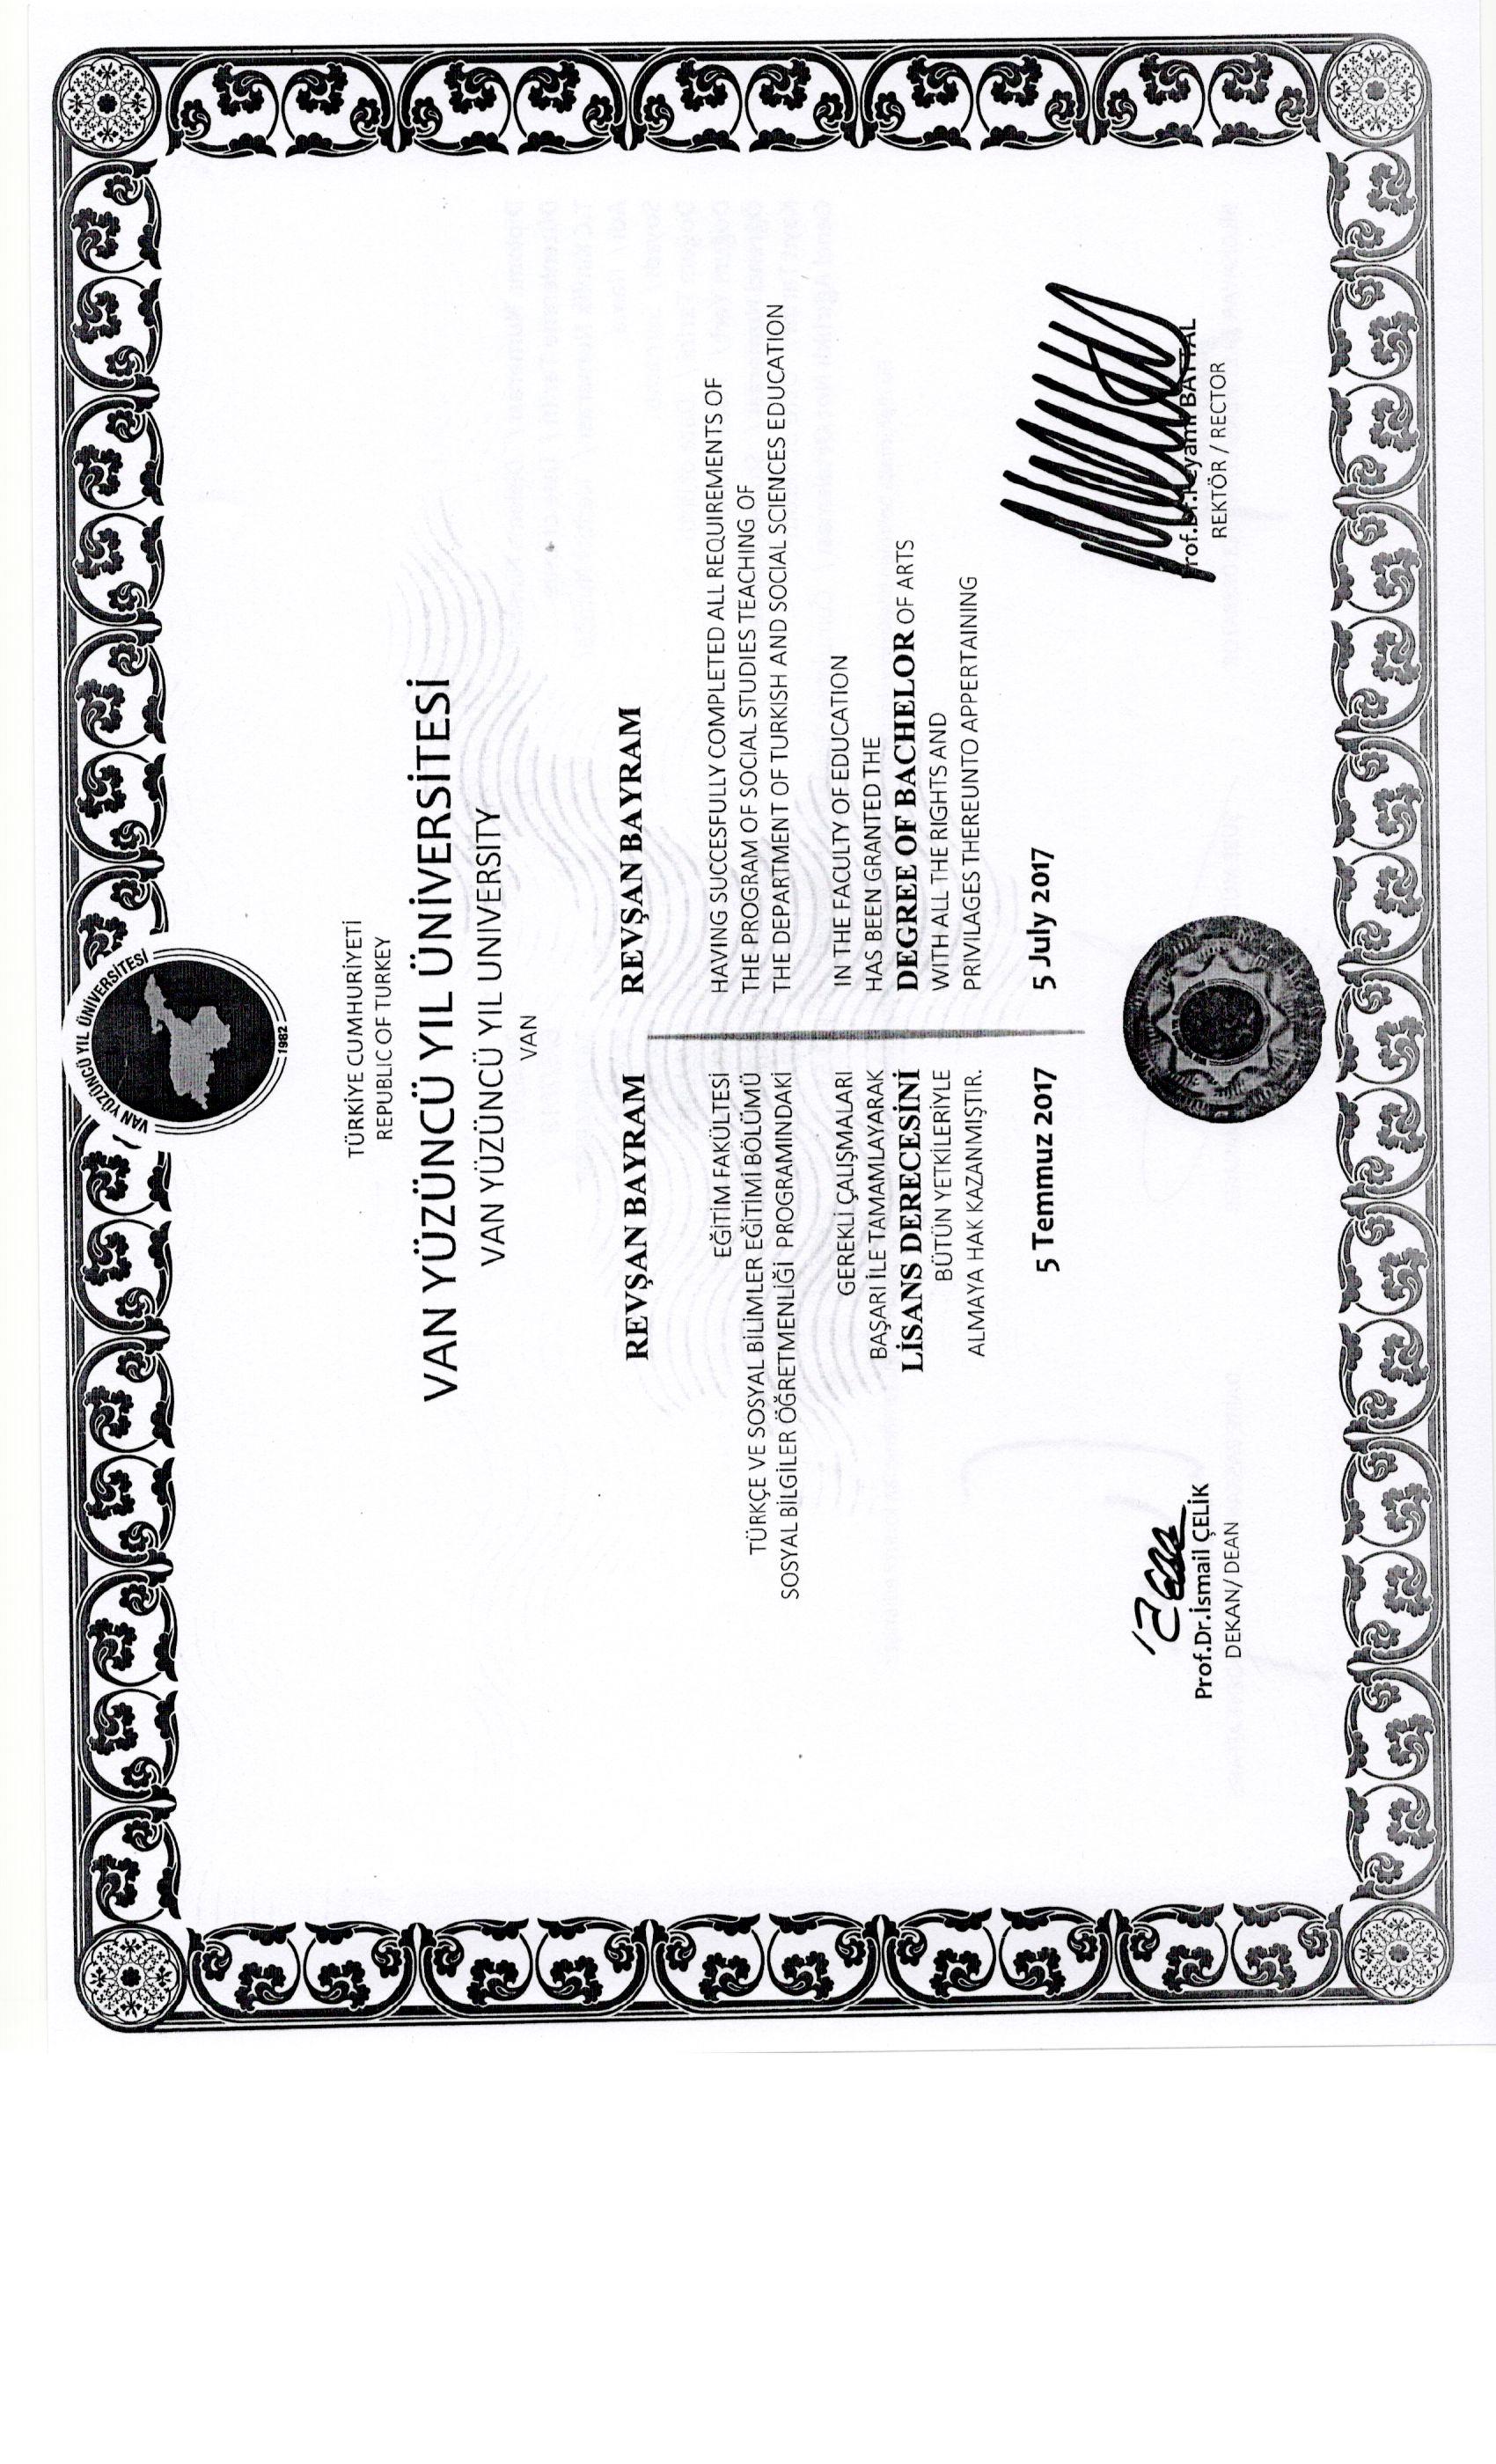 VAN YÜZÜNCÜ YIL ÜNİVERSİTESİ
1982
TÜRKİYE CUMHURİYETİ
REPUBLIC OF TURKEY
VAN YÜZÜNCÜ YIL ÜNİVERSİTESİ
VAN YÜZÜNCÜ YIL UNIVERSITY
VAN
REVŞAN BAYRAM
EĞİTİM FAKÜLTESİ
TÜRKÇE VE SOSYAL BİLİMLER EĞİTİMİ BÖLÜMÜ
SOSYAL BİLGİLER ÖĞRETMENLİĞİ PROGRAMINDAKİ
GEREKLİ ÇALIŞMALARI
BAŞARI İLE TAMAMLAYARAK
LİSANS DERECESİNİ
BÜTÜN YETKİLERİYLE
ALMAYA HAK KAZANMIŞTIR.
5 Temmuz 2017
REVŞAN BAYRAM
HAVING SUCCESFULLY COMPLETED ALL REQUIREMENTS OF
THE PROGRAM OF SOCIAL STUDIES TEACHING OF
THE DEPARTMENT OF TURKISH AND SOCIAL SCIENCES EDUCATION
IN THE FACULTY OF EDUCATION
HAS BEEN GRANTED THE
DEGREE OF BACHELOR OF ARTS
WITH ALL THE RIGHTS AND
PRIVILAGES THEREUNTO APPERTAINING
5 July 2017
Prof.Dr.İsmail ÇELİK
DEKAN/ DEAN
BATTAL
REKTÖR / RECTOR